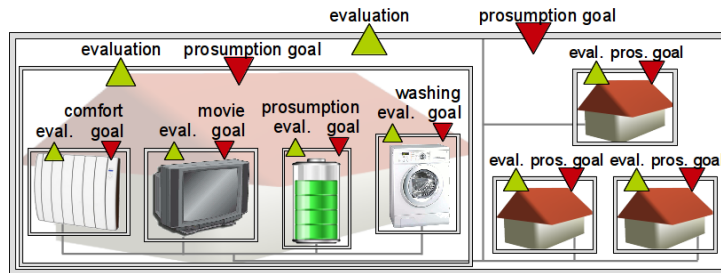 prosumption goal
evaluation
evaluation
prosumption goal
eval. pros. goal
comfort
eval. goal
movie
eval. goal
prosumption
eval. goal
washing
eval. goal
eval. pros. goal
eval. pros. goal